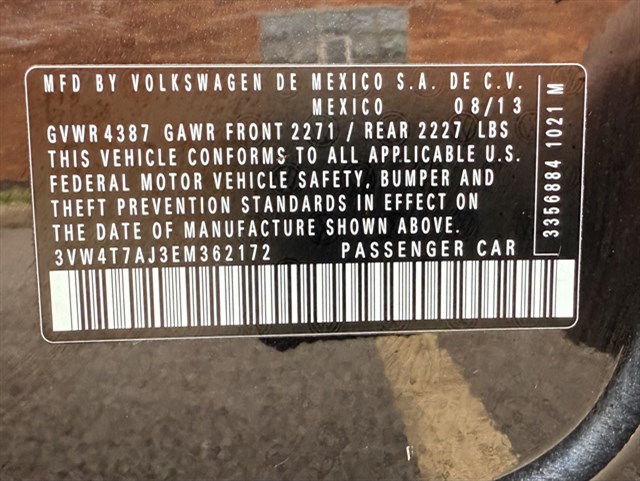 MFD BY VOLKSWAGEN DE MEXICO S.A. DE C.V.
MEXICO 08/13
GVWR 4387 GAWR FRONT 2271 / REAR 2227 LBS
THIS VEHICLE CONFORMS TO ALL APPLICABLE U.S.
FEDERAL MOTOR VEHICLE SAFETY, BUMPER AND
THEFT PREVENTION STANDARDS IN EFFECT ON
THE DATE OF MANUFACTURE SHOWN ABOVE.
3VW4T7AJ3EM362172 PASSENGER CAR
3356884 1021 M